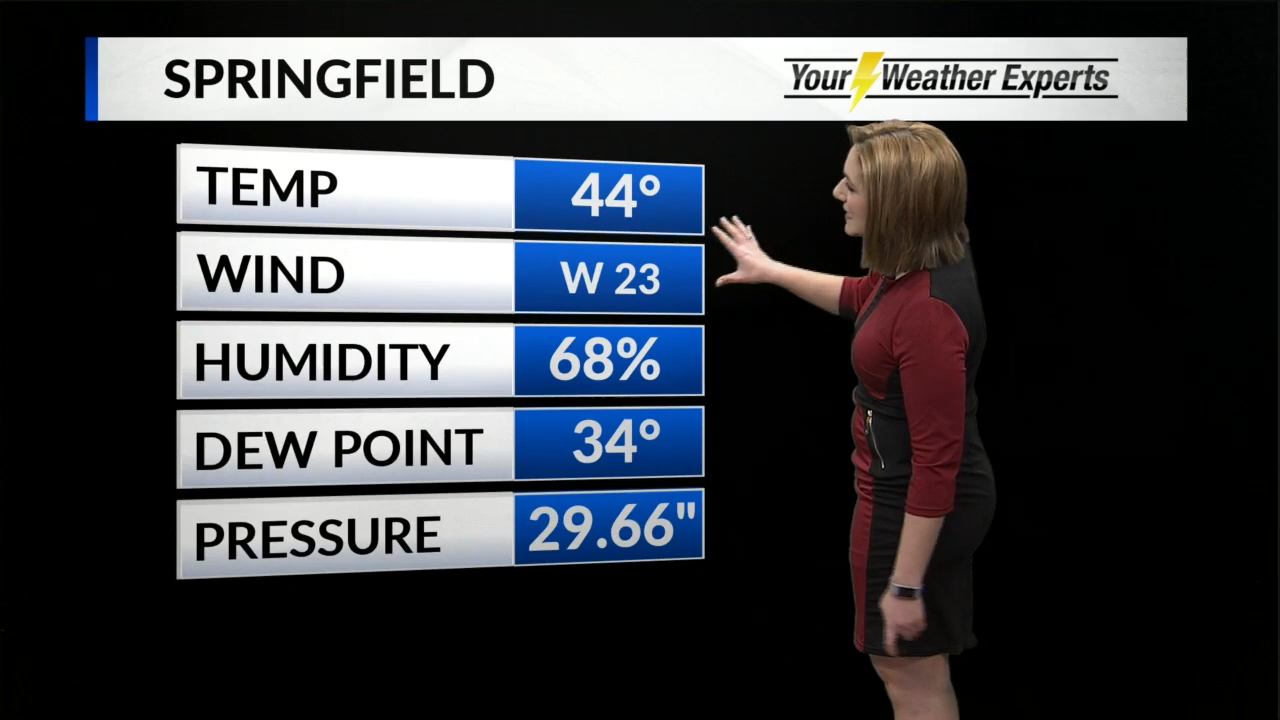 SPRINGFIELD
Your Weather Experts
TEMP 44°
WIND W 23
HUMIDITY 68%
DEW POINT 34°
PRESSURE 29.66"